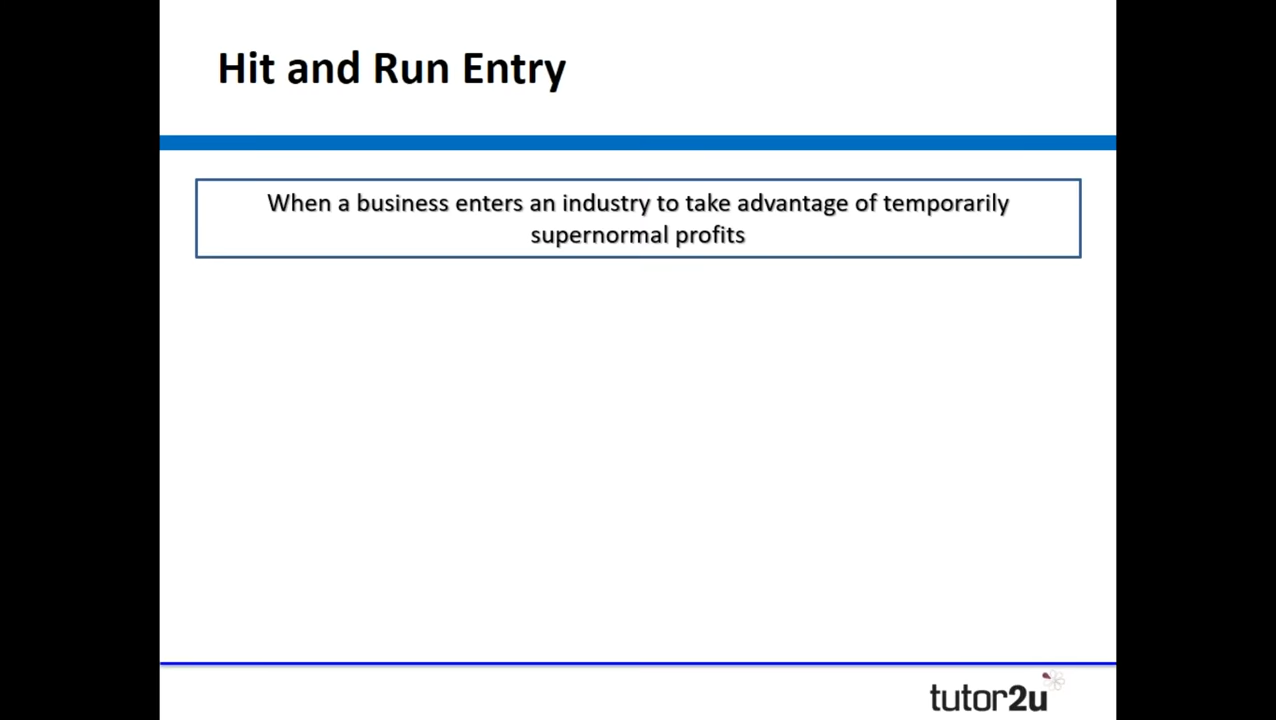 Hit and Run Entry
When a business enters an industry to take advantage of temporarily
supernormal profits
tutor2u